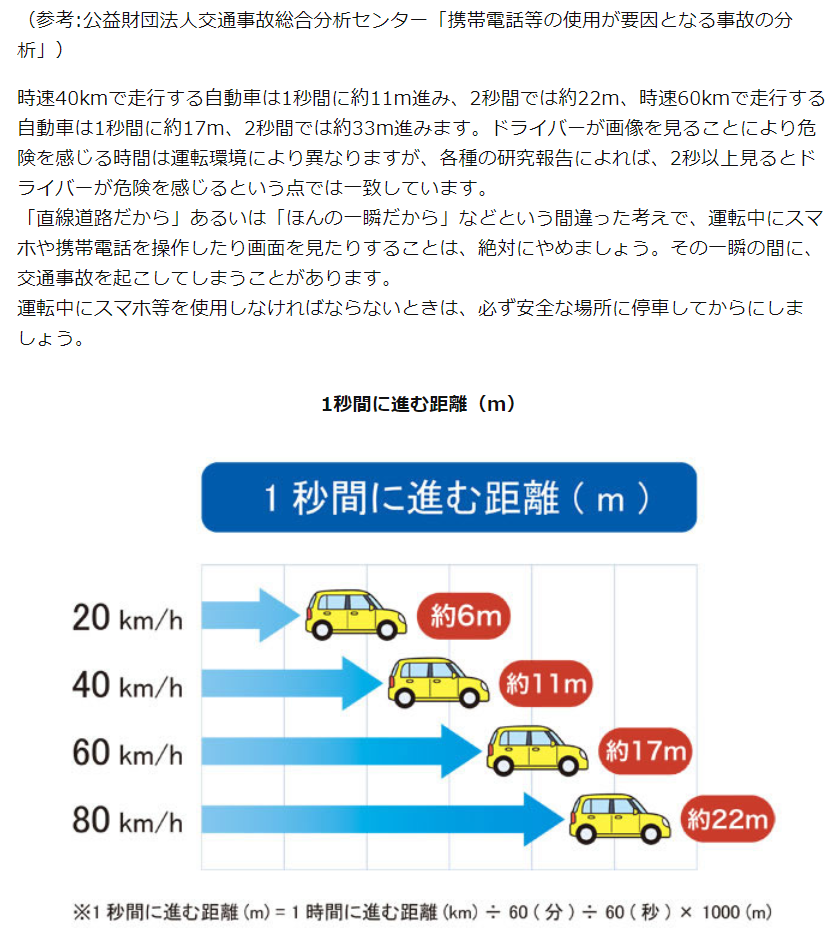 （参考:公益財団法人交通事故総合分析センター「携帯電話等の使用が要因となる事故の分
析」）
時速40kmで走行する自動車は1秒間に約11m進み、2秒間では約22m、時速60kmで走行する
自動車は1秒間に約17m、2秒間では約33m進みます。ドライバーが画像を見ることにより危
険を感じる時間は運転環境により異なりますが、各種の研究報告によれば、2秒以上見るとド
ライバーが危険を感じるという点では一致しています。
「直線道路だから」あるいは「ほんの一瞬だから」などという間違った考えで、運転中にスマ
ホや携帯電話を操作したり画面を見たりすることは、絶対にやめましょう。その一瞬の間に、
交通事故を起こしてしまうことがあります。
運転中にスマホ等を使用しなければならないときは、必ず安全な場所に停車してからにしま
しょう。
1秒間に進む距離（m）
1 秒間に進む距離 ( m )
20 km/h 約6m
40 km/h 約11m
60 km/h 約17m
80 km/h 約22m
※1 秒間に進む距離 (m) = 1 時間に進む距離 (km) ÷ 60 ( 分 ) ÷ 60 ( 秒 ) × 1000 (m)